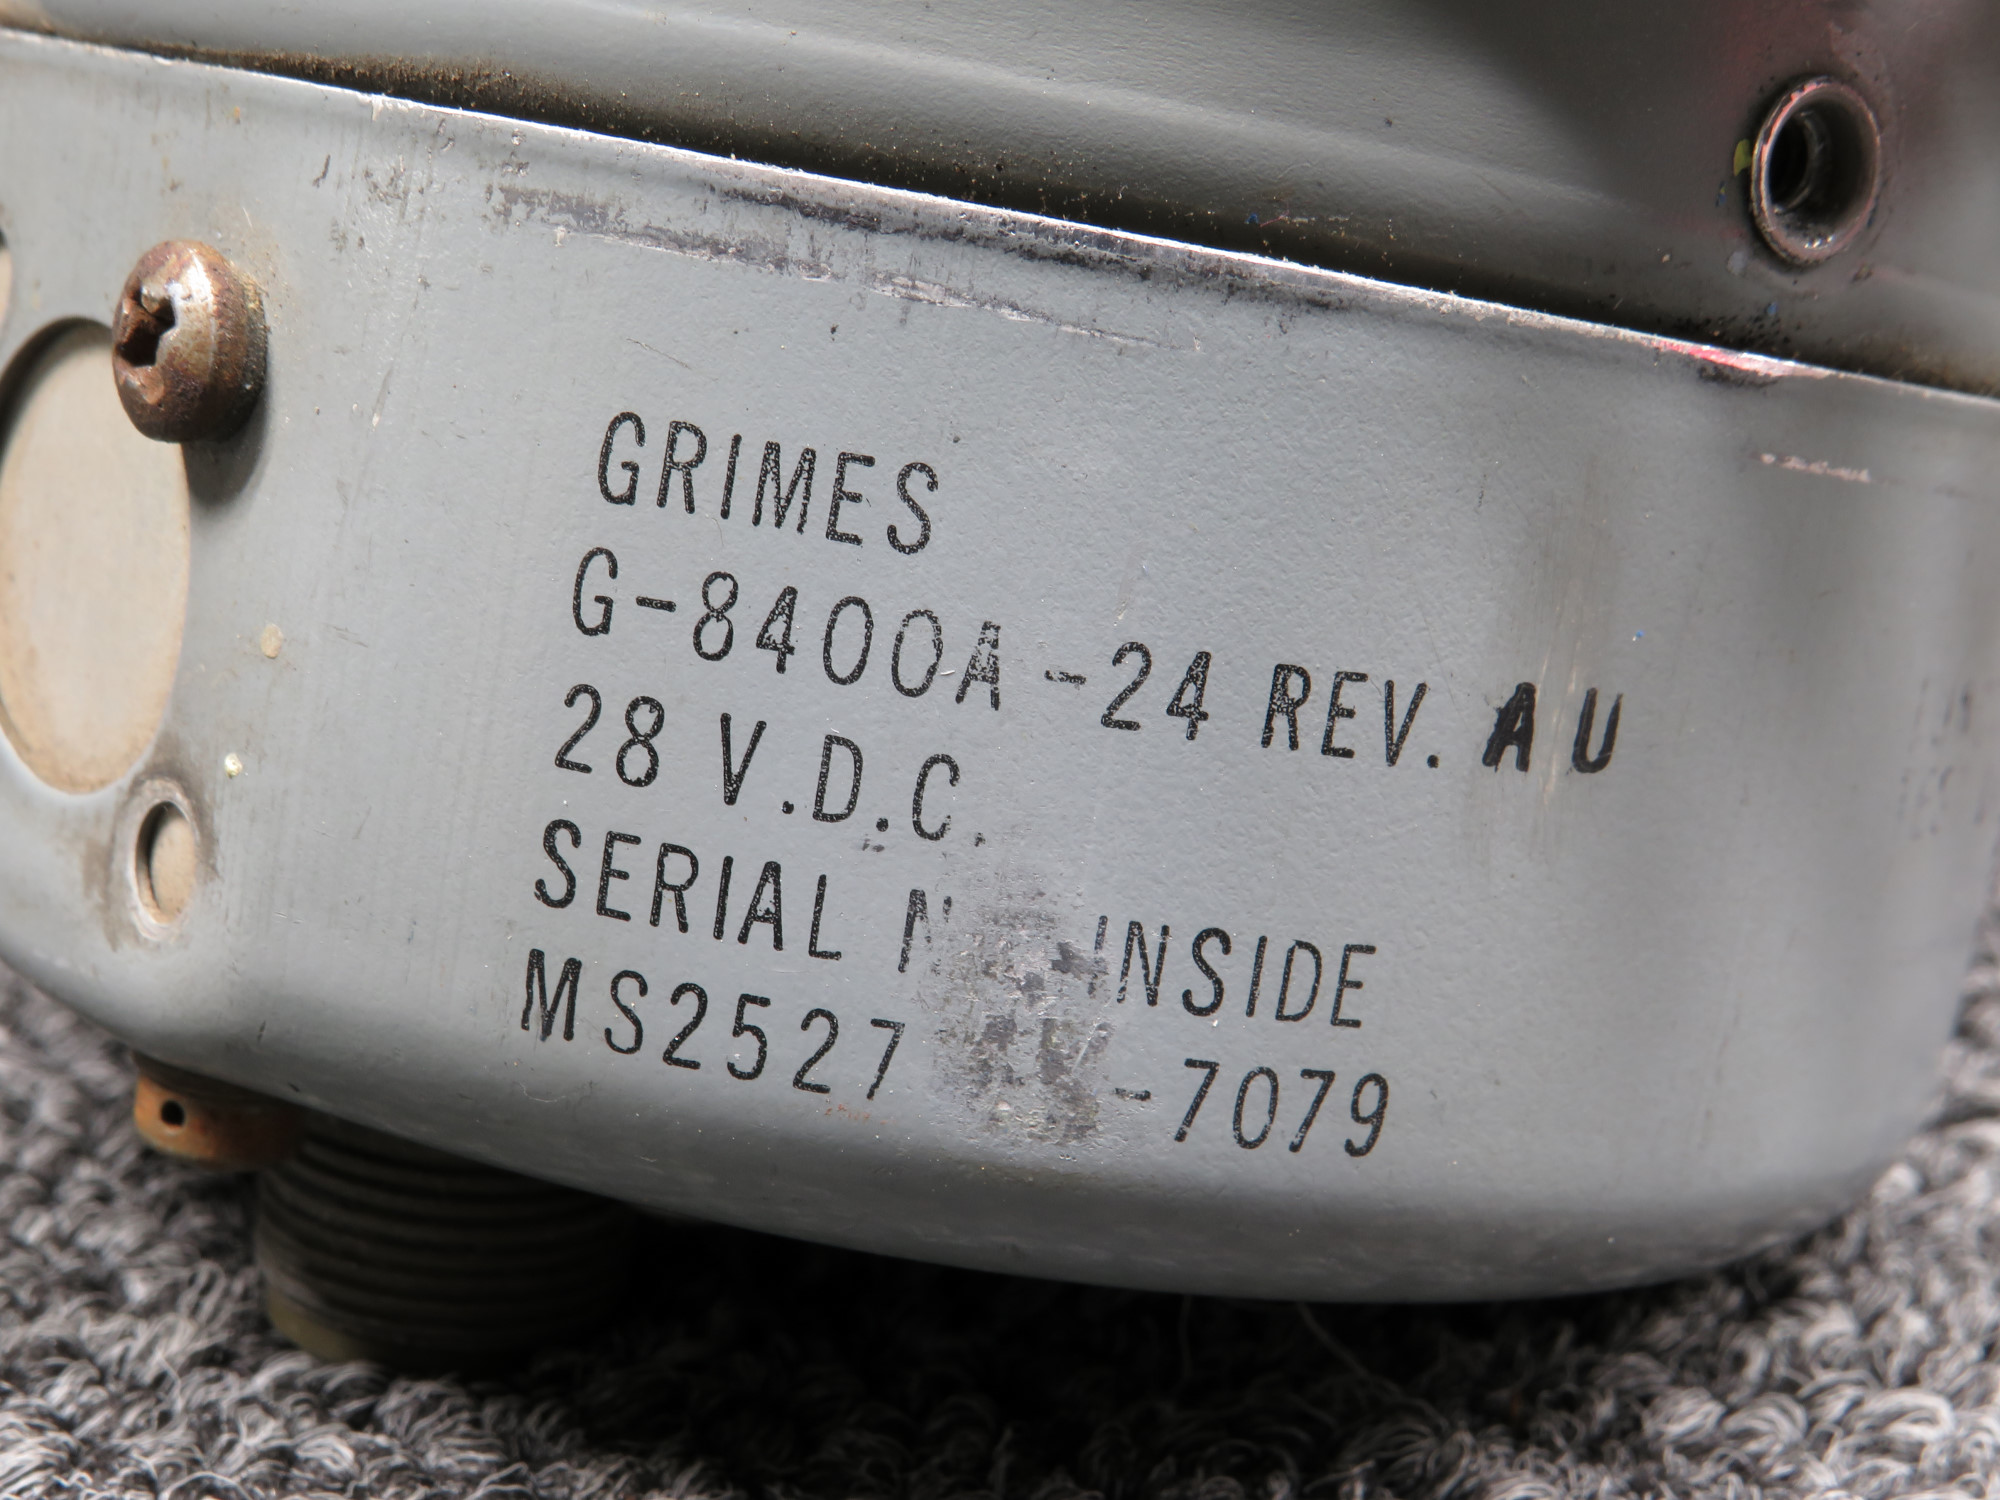 GRIMES
G-8400A-24 REV. AU
28 V.D.C.
SERIAL INSIDE
MS2527 -7079